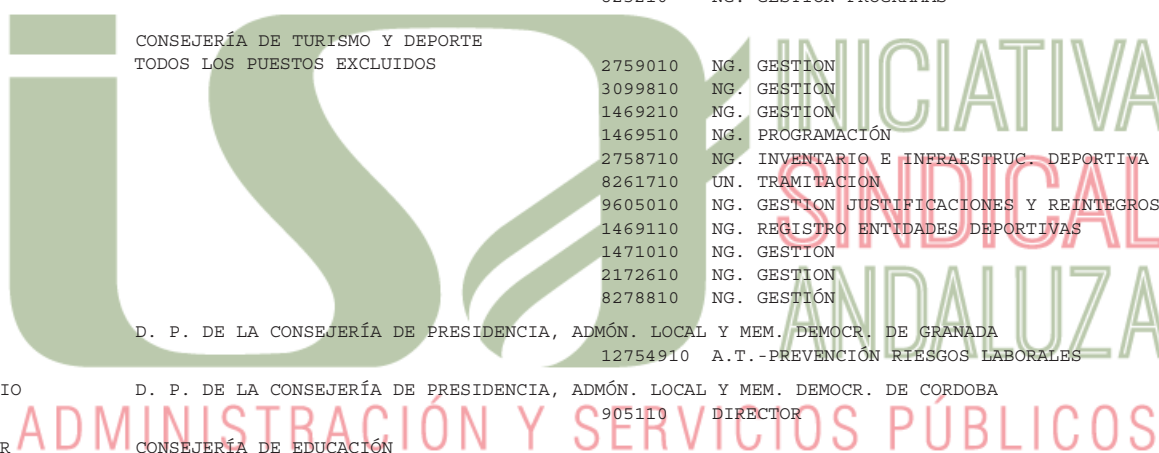 CONSEJERÍA DE TURISMO Y DEPORTE
TODOS LOS PUESTOS EXCLUIDOS 2759010 NG. GESTION
3099810 NG. GESTION
1469210 NG. GESTION
1469510 NG. PROGRAMACIÓN
2758710 NG. INVENTARIO E INFRAESTRUC. DEPORTIVA
8261710 UN. TRAMITACION
9605010 NG. GESTION JUSTIFICACIONES Y REINTEGROS
1469110 NG. REGISTRO ENTIDADES DEPORTIVAS
1471010 NG. GESTION
2172610 NG. GESTION
8278810 NG. GESTIÓN
D. P. DE LA CONSEJERÍA DE PRESIDENCIA, ADMÓN. LOCAL Y MEM. DEMOCR. DE GRANADA
12754910 A.T.-PREVENCIÓN RIESGOS LABORALES
IO D. P. DE LA CONSEJERÍA DE PRESIDENCIA, ADMÓN. LOCAL Y MEM. DEMOCR. DE CORDOBA
905110 DIRECTOR
R CONSEJERÍA DE EDUCACIÓN
isa
INICIATIVA
SINDICAL
ANDALUZA
ADMINISTRACIÓN Y SERVICIOS PÚBLICOS